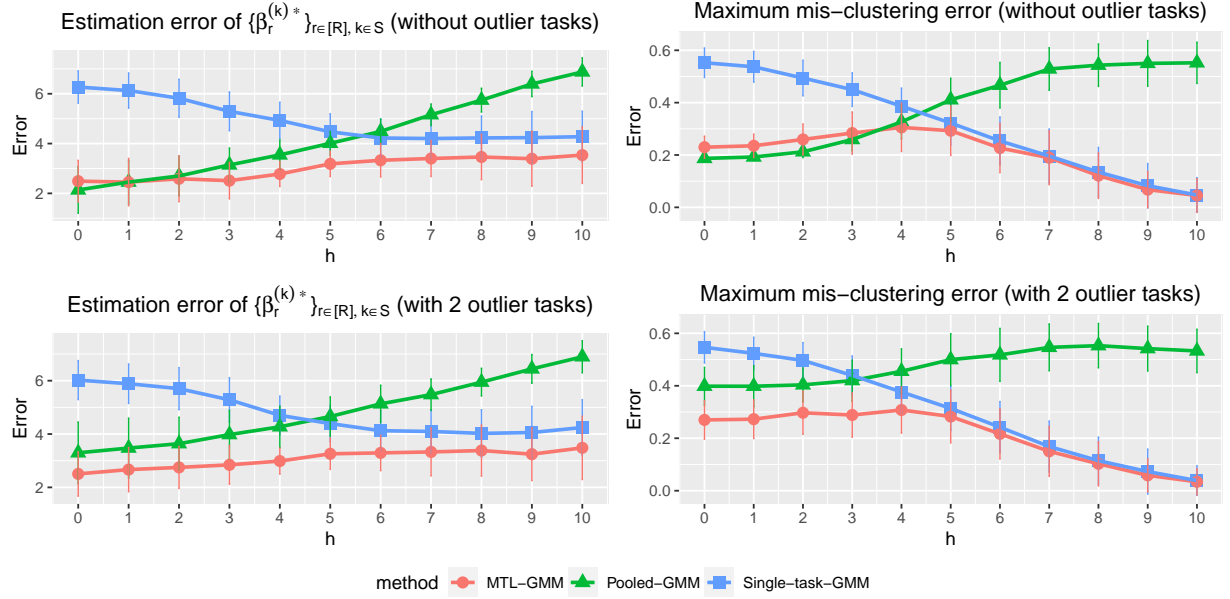 Estimation error of {β_r^(k)*}_r∈[R], k∈S (without outlier tasks)
Error
6
4
2
0 1 2 3 4 5 6 7 8 9 10
h
Maximum mis−clustering error (without outlier tasks)
Error
0.6
0.4
0.2
0.0
0 1 2 3 4 5 6 7 8 9 10
h
Estimation error of {β_r^(k)*}_r∈[R], k∈S (with 2 outlier tasks)
Error
6
4
2
0 1 2 3 4 5 6 7 8 9 10
h
Maximum mis−clustering error (with 2 outlier tasks)
Error
0.6
0.4
0.2
0.0
0 1 2 3 4 5 6 7 8 9 10
h
method MTL−GMM Pooled−GMM Single−task−GMM